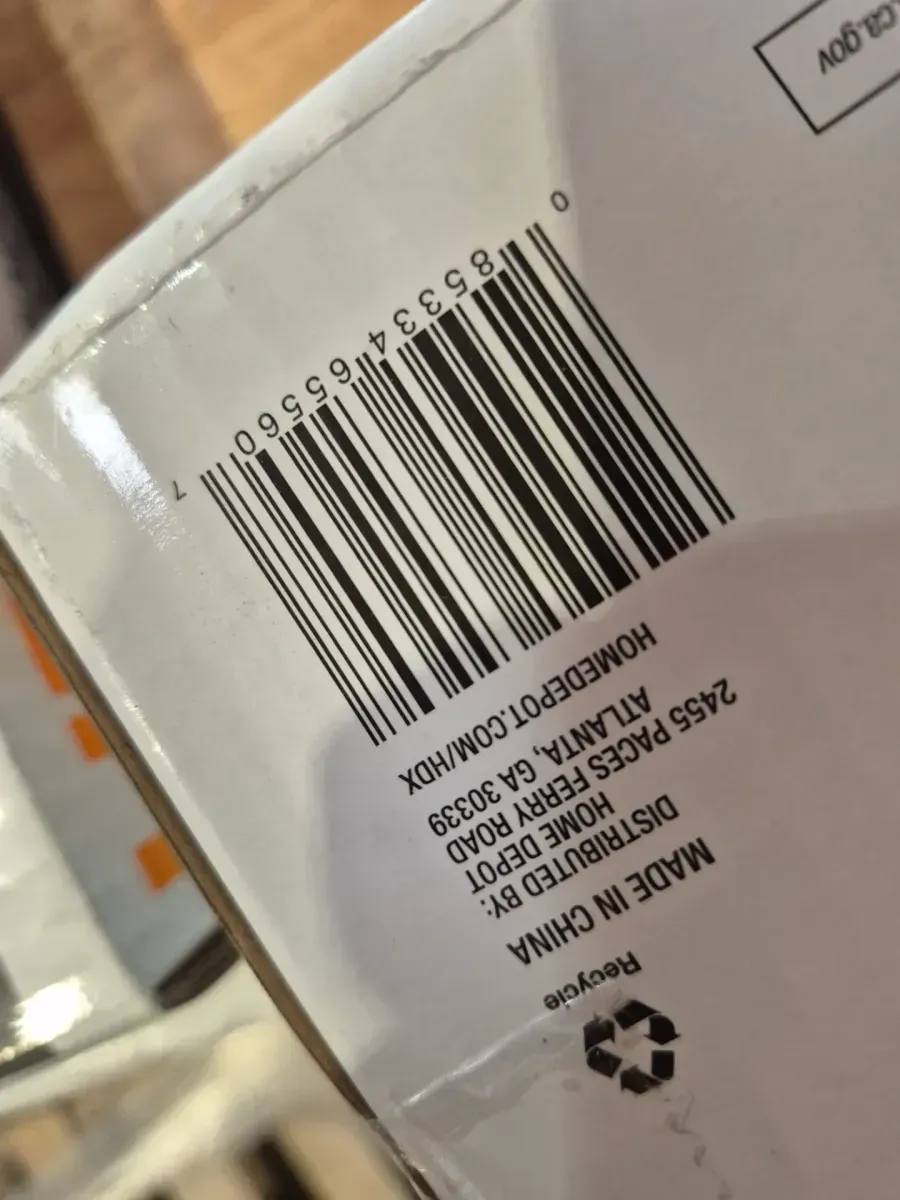 Recycle
MADE IN CHINA
DISTRIBUTED BY:
HOME DEPOT
2455 PACES FERRY ROAD
ATLANTA, GA 30339
HOMEDEPOT.COM/HDX
0 85334 65560 7
.ca.gov